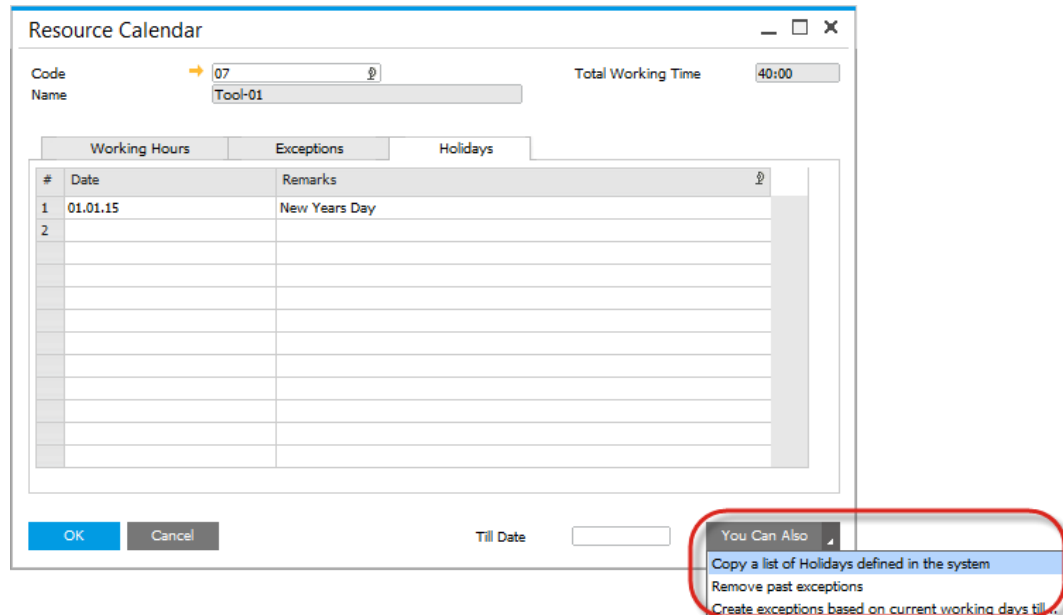 Resource Calendar
Code 07 Total Working Time 40:00
Name Tool-01
Working Hours Exceptions Holidays
# Date Remarks
1 01.01.15 New Years Day
2
OK Cancel Till Date You Can Also
Copy a list of Holidays defined in the system
Remove past exceptions
Create exceptions based on current working days till...